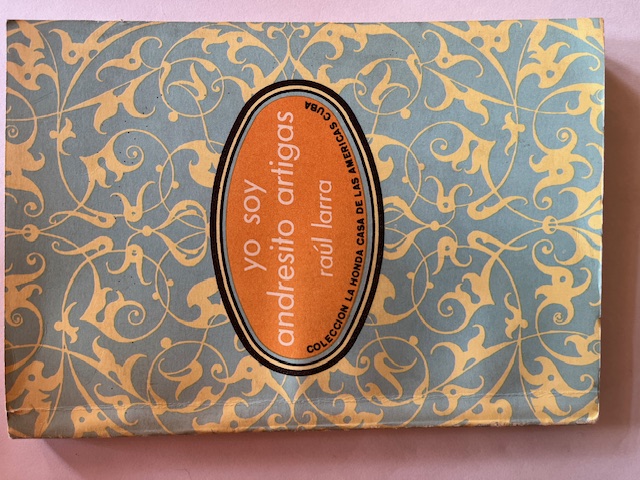 yo soy
andresito artigas
raúl larra
COLECCION LA HONDA CASA DE LAS AMERICAS CUBA